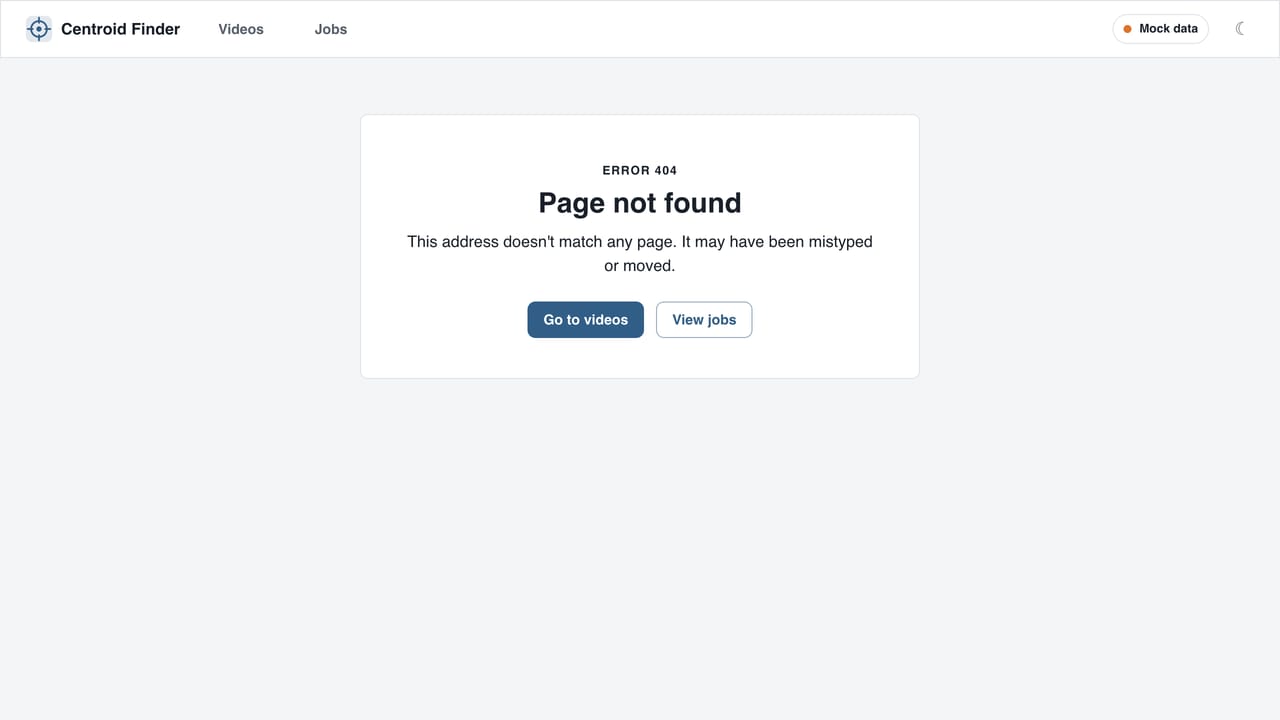 Centroid Finder
Videos
Jobs
Mock data
ERROR 404
Page not found
This address doesn't match any page. It may have been mistyped
or moved.
Go to videos
View jobs